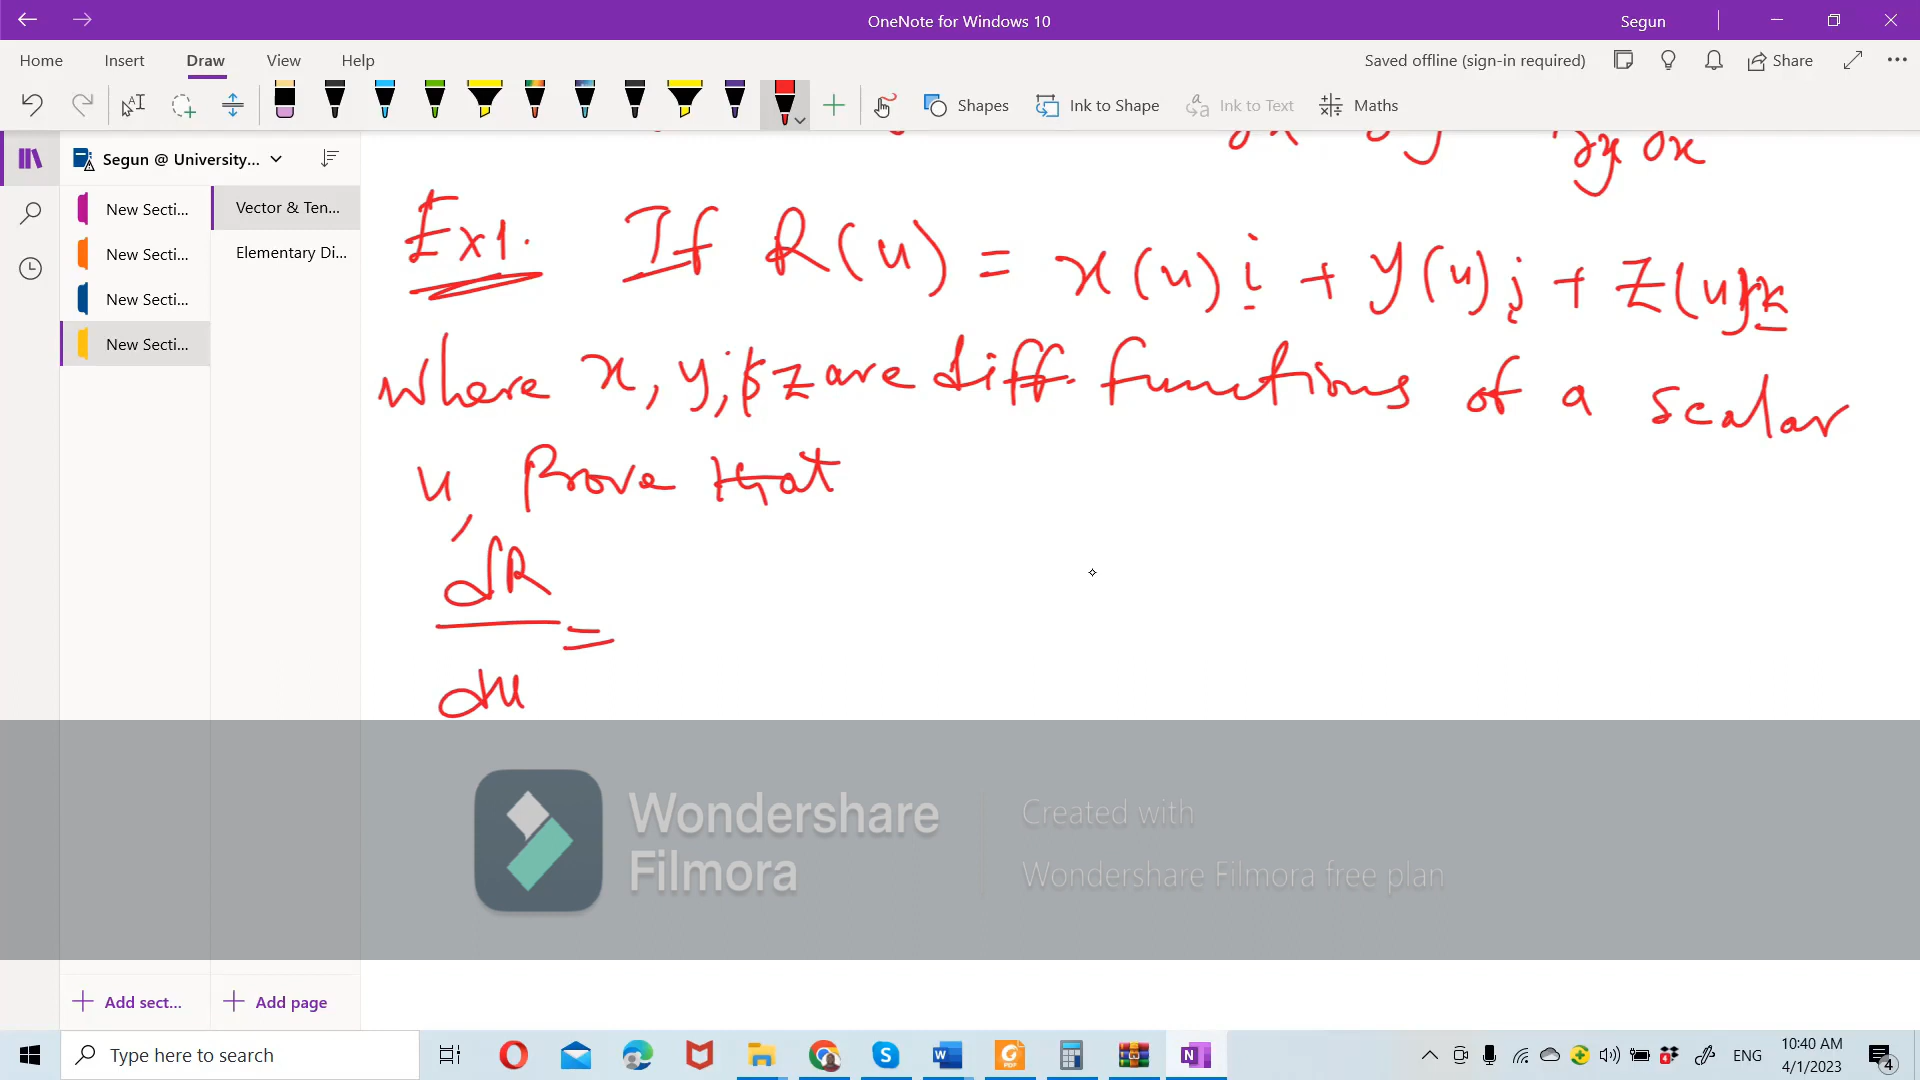 OneNote for Windows 10
Segun
Home Insert Draw View Help
Saved offline (sign-in required) Share
Shapes Ink to Shape Ink to Text Maths
Segun @ University...
New Secti...
New Secti...
New Secti...
New Secti...
Vector & Ten...
Elementary Di...
Ex1. If R(u) = x(u) i + y(u) j + z(u) k
where x, y, & z are diff. functions of a scalar
u, Prove that
dR
=
du
Wondershare
Filmora
Created with
Wondershare Filmora free plan
Add sect... Add page
Type here to search
ENG
10:40 AM
4/1/2023
4